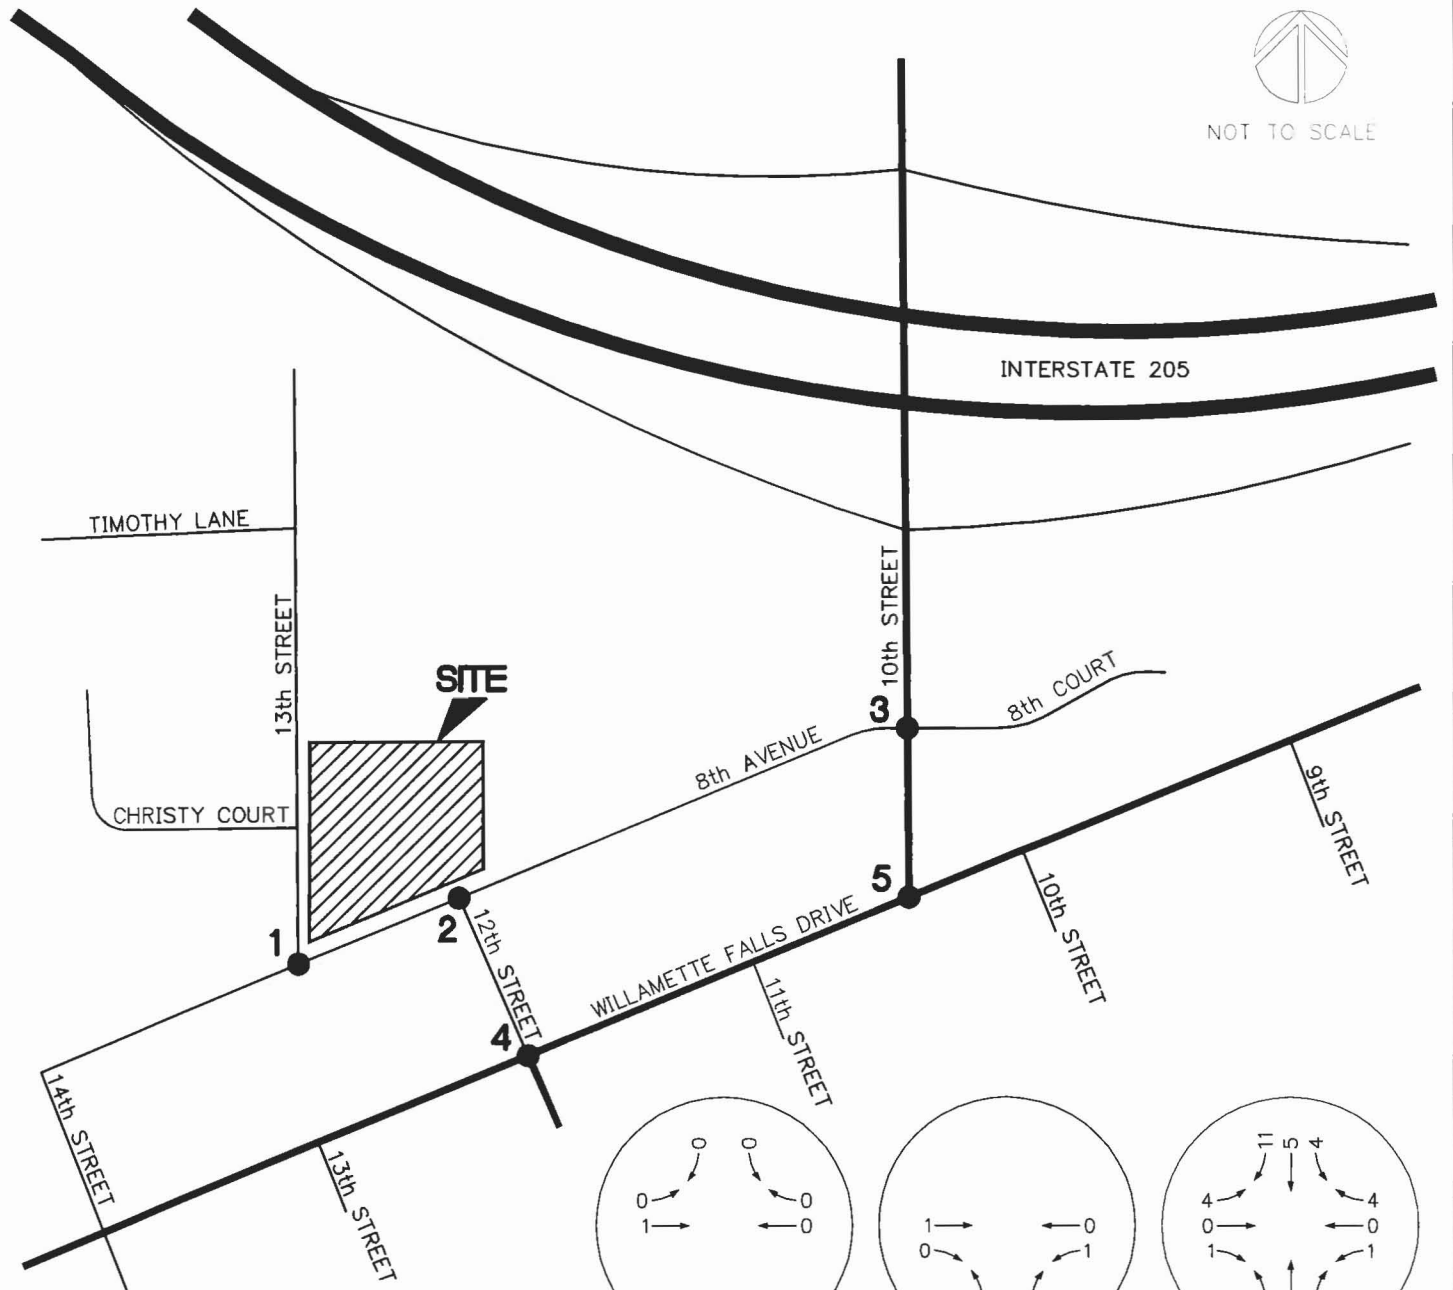 NOT TO SCALE
INTERSTATE 205
TIMOTHY LANE
13th STREET
10th STREET
SITE
8th COURT
3
8th AVENUE
CHRISTY COURT
9th STREET
5
10th STREET
1
2
12th STREET
WILLAMETTE FALLS DRIVE
11th STREET
4
14th STREET
13th STREET
0 0
0 0
1 0
1 0
0 1
11 5 4
4 4
0 0
1 1